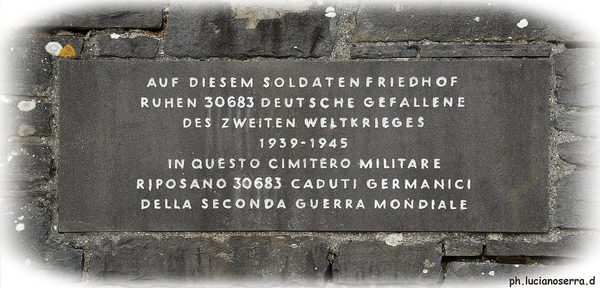 AUF DIESEM SOLDATENFRIEDHOF
RUHEN 30683 DEUTSCHE GEFALLENE
DES ZWEITEN WELTKRIEGES
1939-1945
IN QUESTO CIMITERO MILITARE
RIPOSANO 30683 CADUTI GERMANICI
DELLA SECONDA GUERRA MONDIALE
ph.lucianoserra.d